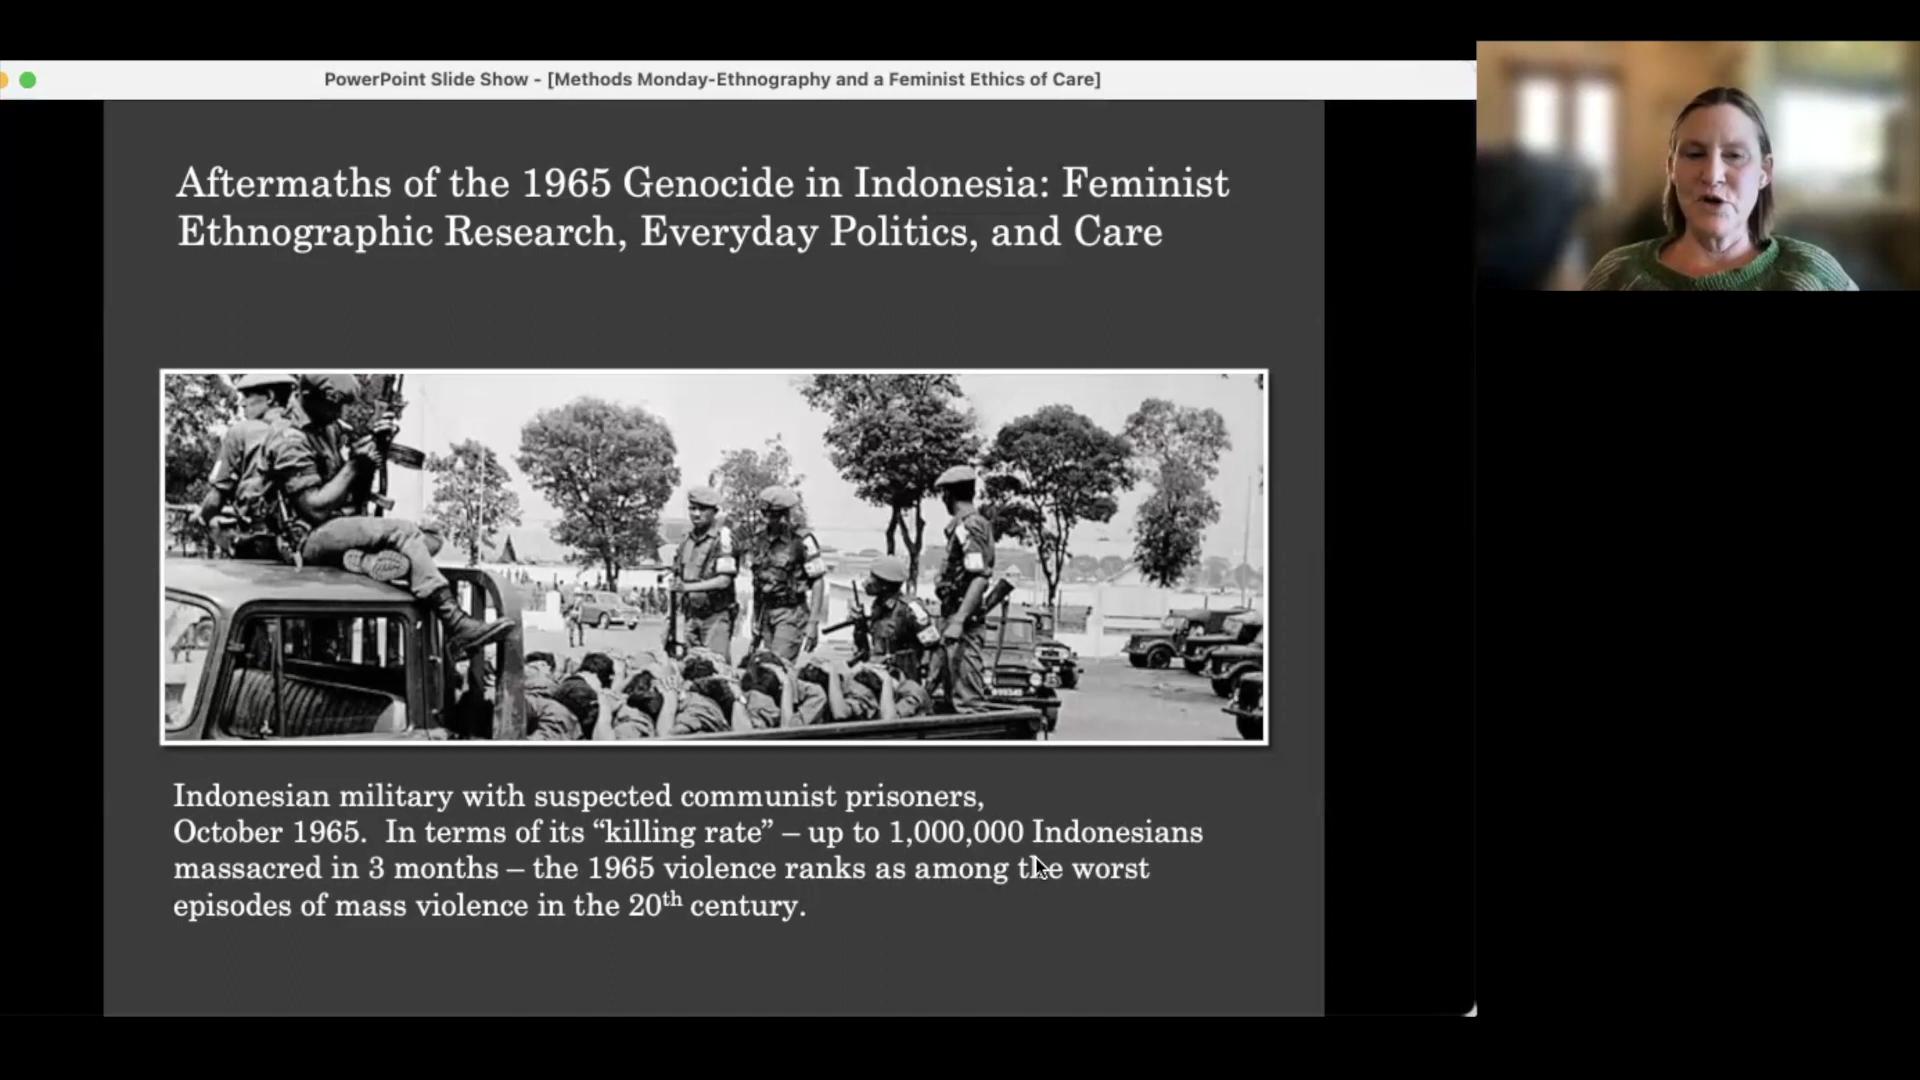 PowerPoint Slide Show - [Methods Monday-Ethnography and a Feminist Ethics of Care]
Aftermaths of the 1965 Genocide in Indonesia: Feminist
Ethnographic Research, Everyday Politics, and Care
Indonesian military with suspected communist prisoners,
October 1965.  In terms of its “killing rate” – up to 1,000,000 Indonesians
massacred in 3 months – the 1965 violence ranks as among the worst
episodes of mass violence in the 20th century.